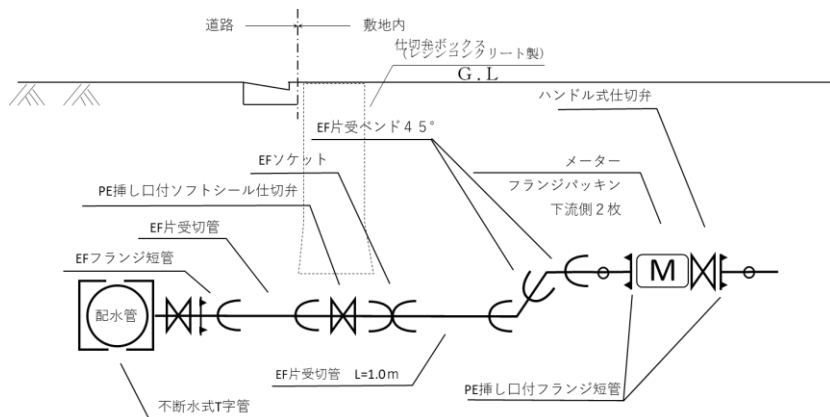 道路
敷地内
仕切弁ボックス
(レジンコンクリート製)
G.L
ハンドル式仕切弁
EF片受ベンド45°
EFソケット
メーター
フランジパッキン
下流側2枚
PE挿し口付ソフトシール仕切弁
EF片受切管
EFフランジ短管
M
配水管
EF片受切管 L=1.0m
PE挿し口付フランジ短管
不断水式T字管